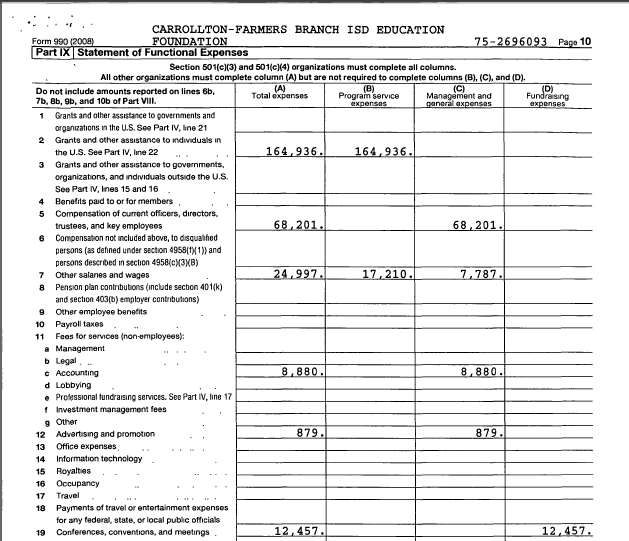 CARROLLTON-FARMERS BRANCH ISD EDUCATION
Form 990 (2008) FOUNDATION 75-2696093 Page 10
Part IX Statement of Functional Expenses
Section 501(c)(3) and 501(c)(4) organizations must complete all columns.
All other organizations must complete column (A) but are not required to complete columns (B), (C), and (D).
Do not include amounts reported on lines 6b, 7b, 8b, 9b, and 10b of Part VIII.
(A) Total expenses
(B) Program service expenses
(C) Management and general expenses
(D) Fundraising expenses
1 Grants and other assistance to governments and
organizations in the U.S. See Part IV, line 21
2 Grants and other assistance to individuals in
the U.S. See Part IV, line 22 164,936. 164,936.
3 Grants and other assistance to governments,
organizations, and individuals outside the U.S.
See Part IV, lines 15 and 16
4 Benefits paid to or for members
5 Compensation of current officers, directors,
trustees, and key employees 68,201. 68,201.
6 Compensation not included above, to disqualified
persons (as defined under section 4958(f)(1)) and
persons described in section 4958(c)(3)(B)
7 Other salaries and wages 24,997. 17,210. 7,787.
8 Pension plan contributions (include section 401(k)
and section 403(b) employer contributions)
9 Other employee benefits
10 Payroll taxes
11 Fees for services (non-employees):
a Management
b Legal
c Accounting 8,880. 8,880.
d Lobbying
e Professional fundraising services. See Part IV, line 17
f Investment management fees
g Other
12 Advertising and promotion 879. 879.
13 Office expenses
14 Information technology
15 Royalties
16 Occupancy
17 Travel
18 Payments of travel or entertainment expenses
for any federal, state, or local public officials
19 Conferences, conventions, and meetings 12,457. 12,457.